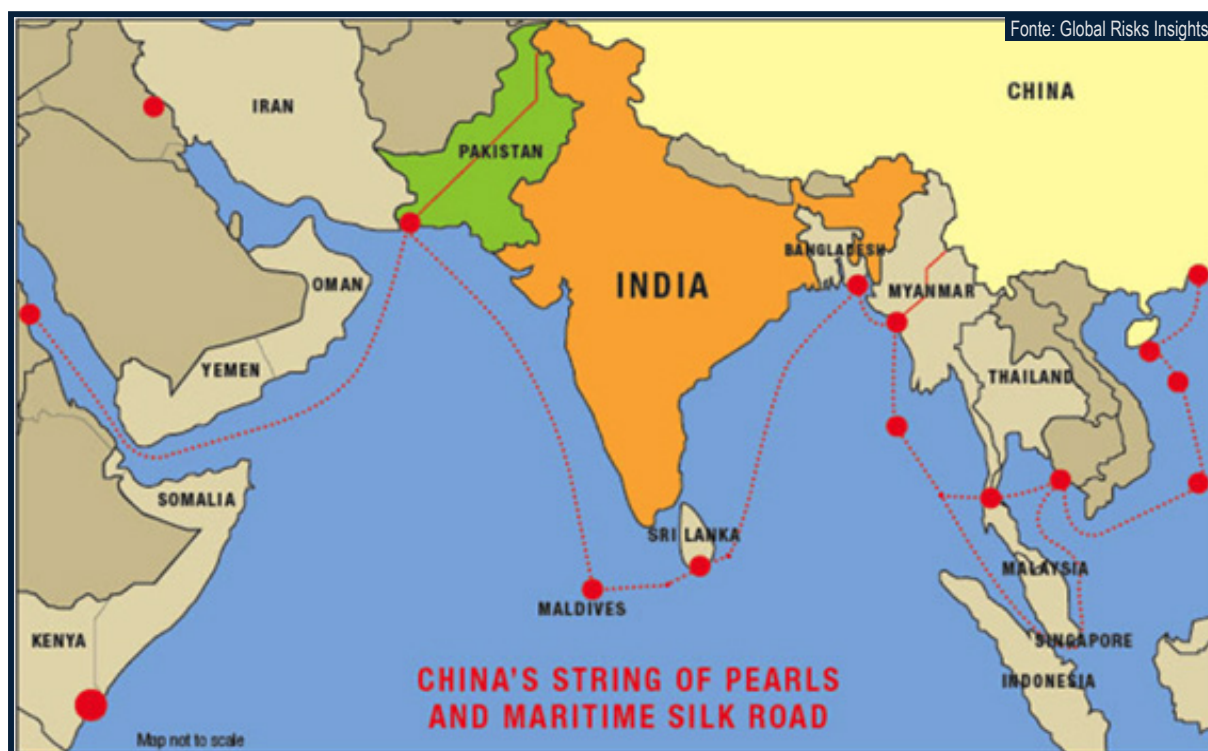 Fonte: Global Risks Insights
CHINA
IRAN
PAKISTAN
BANGLADESH
INDIA
MYANMAR
OMAN
YEMEN
THAILAND
SOMALIA
SRI LANKA
MALAYSIA
MALDIVES
KENYA
SINGAPORE
INDONESIA
CHINA'S STRING OF PEARLS
AND MARITIME SILK ROAD
Map not to scale